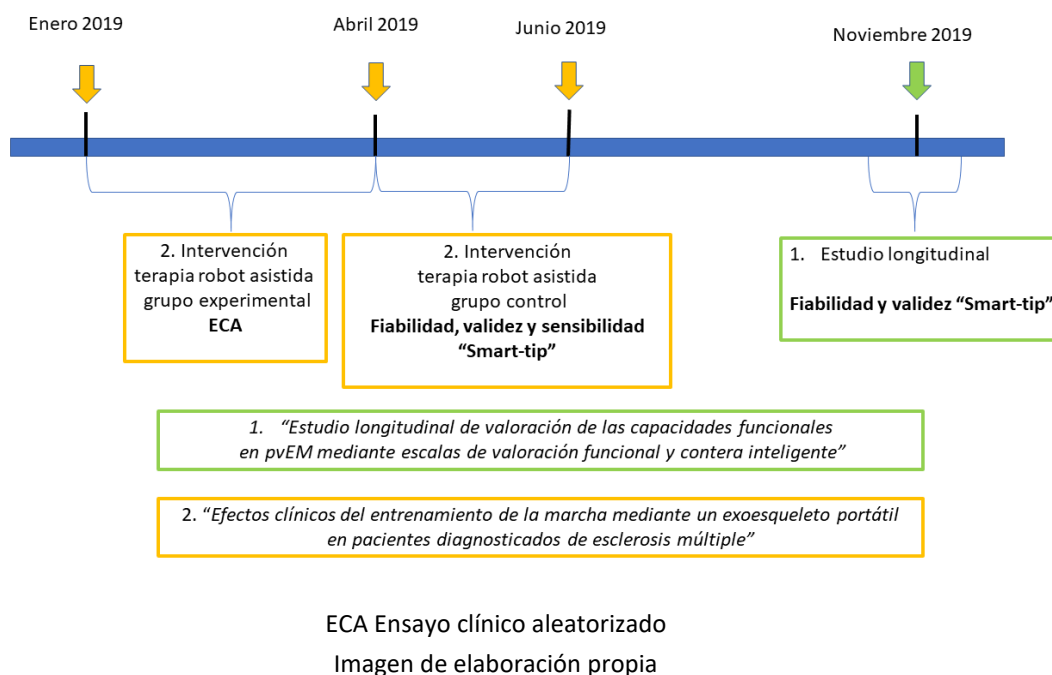 Enero 2019
Abril 2019
Junio 2019
Noviembre 2019
2. Intervención
terapia robot asistida
grupo experimental
ECA
2. Intervención
terapia robot asistida
grupo control
Fiabilidad, validez y sensibilidad
“Smart-tip”
1. Estudio longitudinal
Fiabilidad y validez “Smart-tip”
1. “Estudio longitudinal de valoración de las capacidades funcionales
en pvEM mediante escalas de valoración funcional y contera inteligente”
2. “Efectos clínicos del entrenamiento de la marcha mediante un exoesqueleto portátil
en pacientes diagnosticados de esclerosis múltiple”
ECA Ensayo clínico aleatorizado
Imagen de elaboración propia